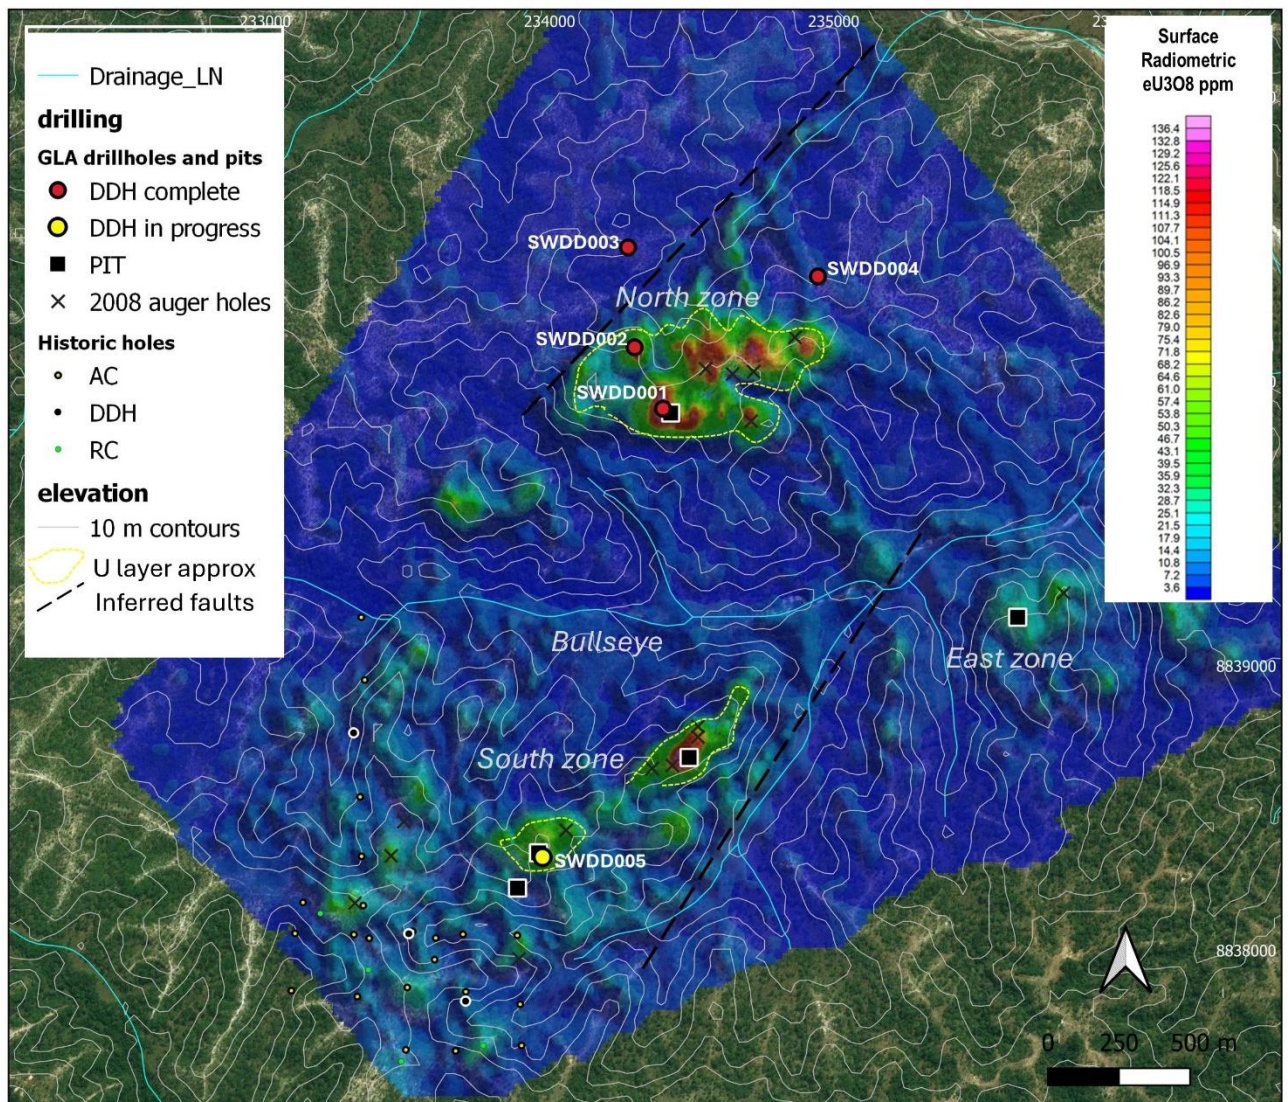 233000
234000
235000
Drainage_LN
drilling
GLA drillholes and pits
DDH complete
DDH in progress
PIT
2008 auger holes
Historic holes
AC
DDH
RC
elevation
10 m contours
U layer approx
Inferred faults
Surface
Radiometric
eU3O8 ppm
136.4
132.8
129.2
125.6
122.1
118.5
114.9
111.3
107.7
104.1
100.5
96.9
93.3
89.7
86.2
82.6
79.0
75.4
71.8
68.2
64.6
61.0
57.4
53.8
50.3
46.7
43.1
39.5
35.9
32.3
28.7
25.1
21.5
17.9
14.4
10.8
7.2
3.6
SWDD003
SWDD004
North zone
SWDD002
SWDD001
Bullseye
East zone
8839000
South zone
SWDD005
8838000
0 250 500 m